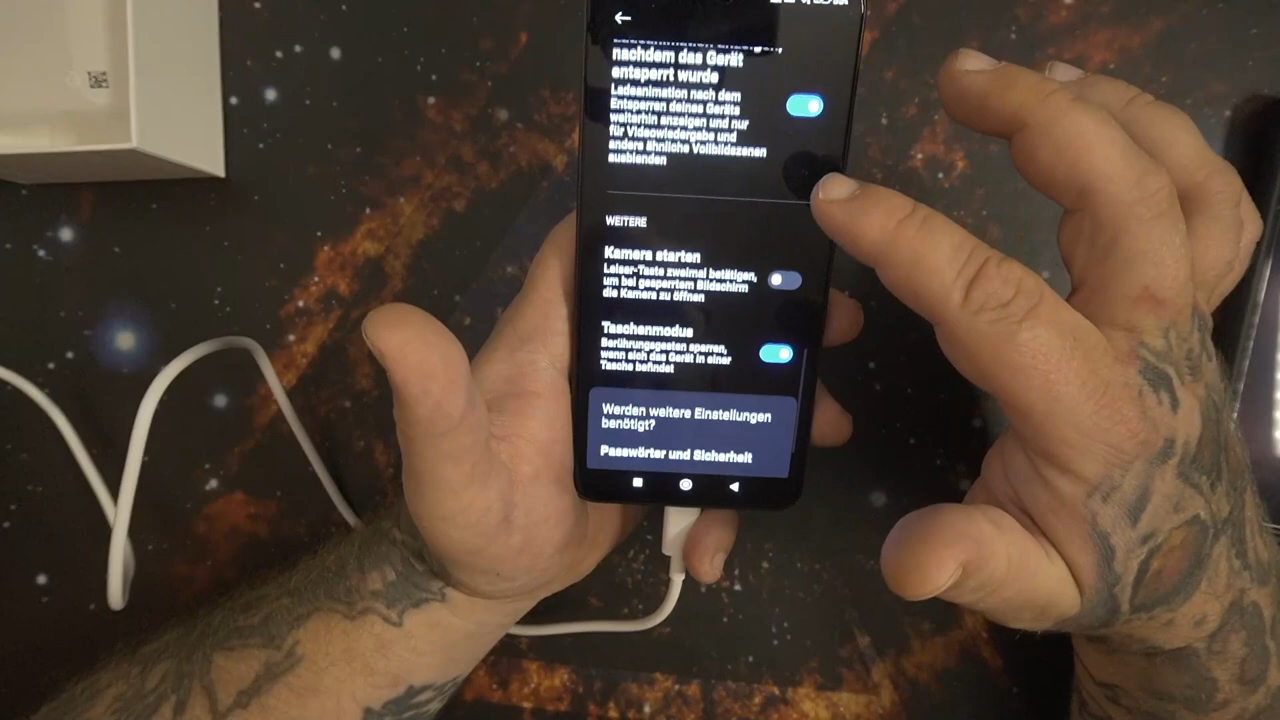 nachdem das Gerät
entsperrt wurde
Ladeanimation nach dem
Entsperren deines Geräts
weiterhin anzeigen und nur
für Videowiedergabe und
andere ähnliche Vollbildszenen
ausblenden
WEITERE
Kamera starten
Leiser-Taste zweimal betätigen,
um bei gesperrtem Bildschirm
die Kamera zu öffnen
Taschenmodus
Berührungsgesten sperren,
wenn sich das Gerät in einer
Tasche befindet
Werden weitere Einstellungen
benötigt?
Passwörter und Sicherheit